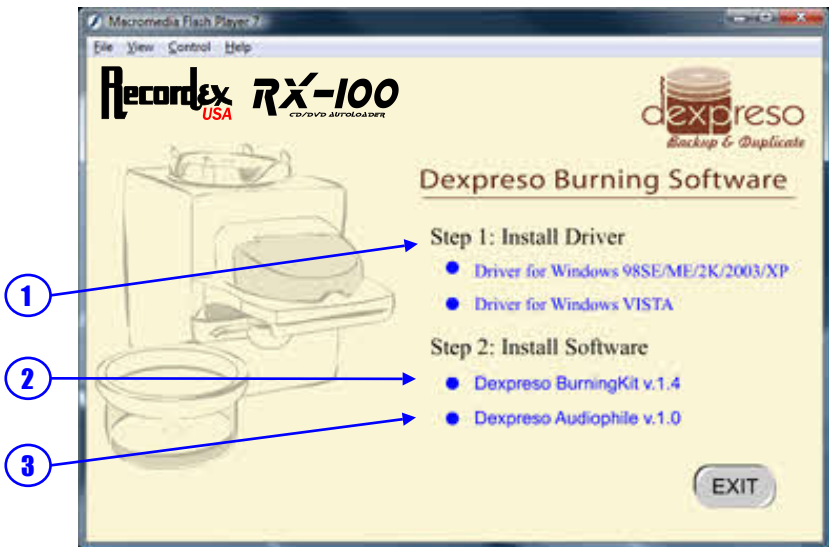 Macromedia Flash Player 7
File View Control Help
Recordex USA RX-100
CD/DVD AUTOLOADER
dexpreso
Backup & Duplicate
Dexpreso Burning Software
Step 1: Install Driver
Driver for Windows 98SE/ME/2K/2003/XP
1
Driver for Windows VISTA
Step 2: Install Software
2
Dexpreso BurningKit v.1.4
Dexpreso Audiophile v.1.0
3
EXIT